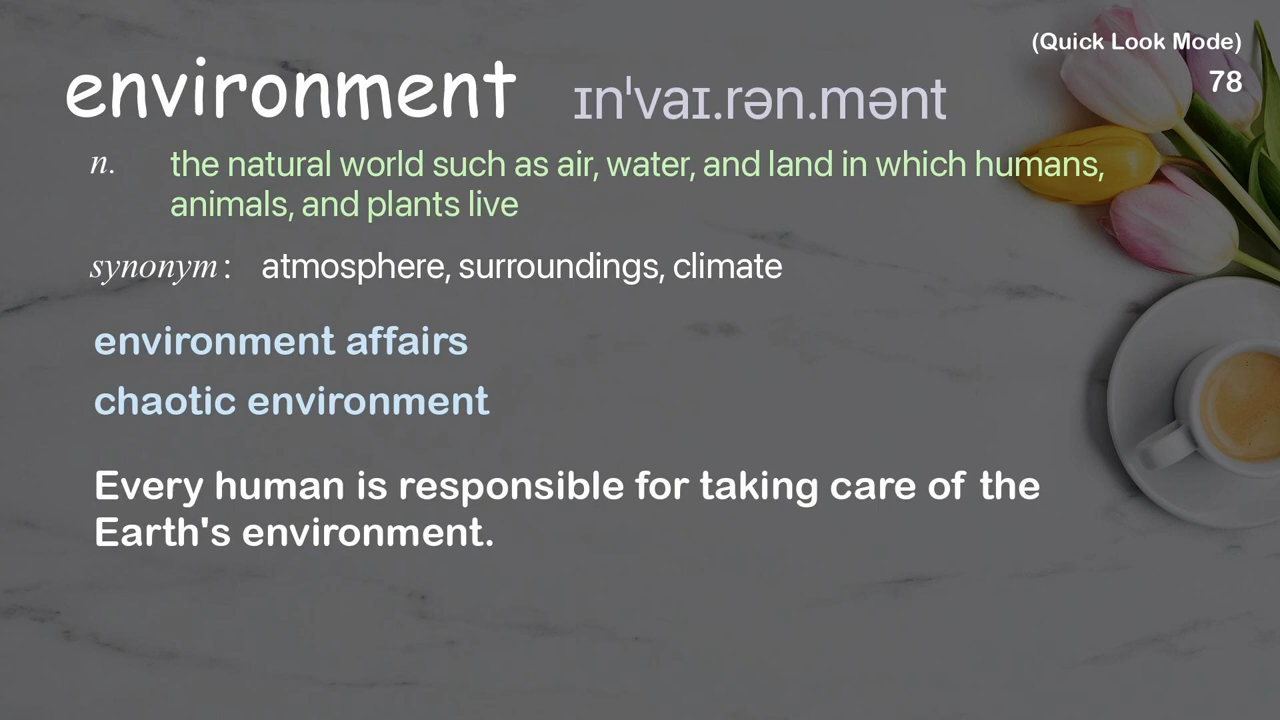 (Quick Look Mode)
78
environment ɪnˈvaɪ.rən.mənt
n. the natural world such as air, water, and land in which humans,
animals, and plants live
synonym : atmosphere, surroundings, climate
environment affairs
chaotic environment
Every human is responsible for taking care of the
Earth's environment.